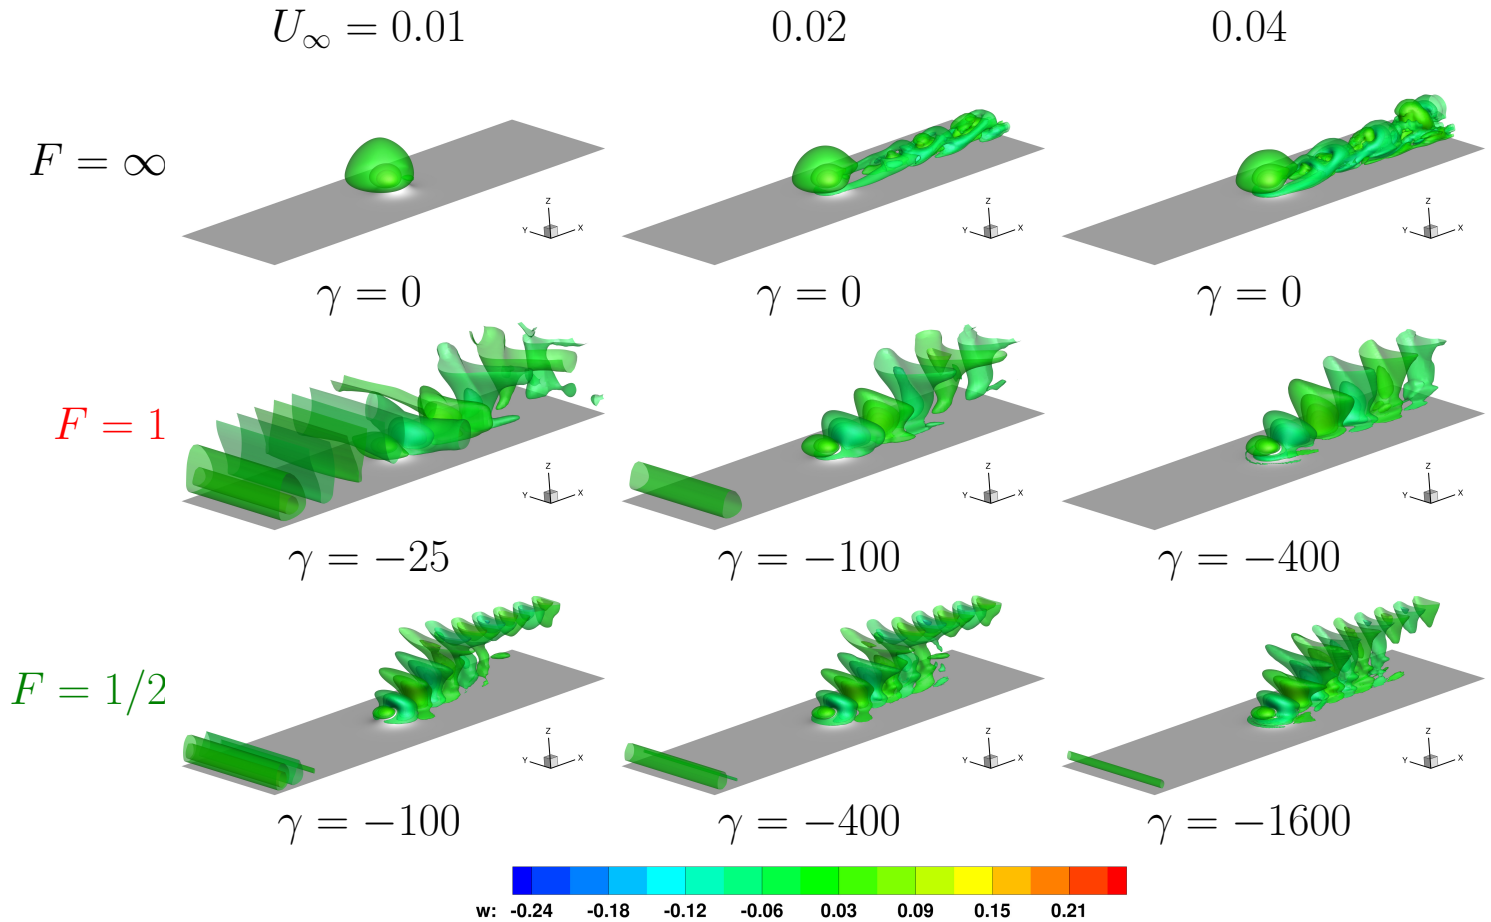 U∞ = 0.01 0.02 0.04
F = ∞
Z Y X Z Y X Z Y X
γ = 0 γ = 0 γ = 0
F = 1
Z Y X Z Y X Z Y X
γ = −25 γ = −100 γ = −400
F = 1/2
Z Y X Z Y X Z Y X
γ = −100 γ = −400 γ = −1600
w: -0.24 -0.18 -0.12 -0.06 0.03 0.09 0.15 0.21